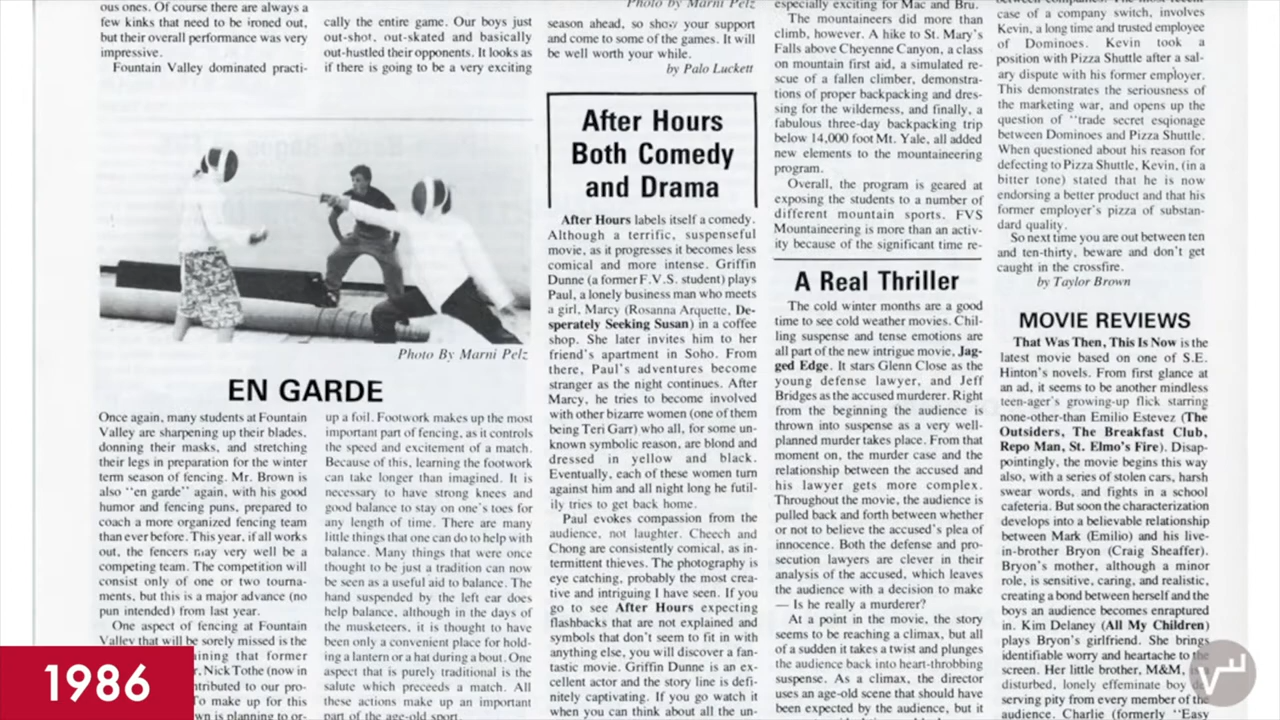 ous ones. Of course there are always a
few kinks that need to be ironed out,
but their overall performance was very
impressive.
Fountain Valley dominated practi-
cally the entire game. Our boys just
out-shot, out-skated and basically
out-hustled their opponents. It looks as
if there is going to be a very exciting
Photo by Marni Pelz
season ahead, so show your support
and come to some of the games. It will
be well worth your while.
by Palo Luckett
Photo By Marni Pelz
EN GARDE
Once again, many students at Fountain
Valley are sharpening up their blades,
donning their masks, and stretching
their legs in preparation for the winter
term season of fencing. Mr. Brown is
also "en garde" again, with his good
humor and fencing puns, prepared to
coach a more organized fencing team
than ever before. This year, if all works
out, the fencers may very well be a
competing team. The competition will
consist only of one or two tourna-
ments, but this is a major advance (no
pun intended) from last year.
One aspect of fencing at Fountain
Valley that will be sorely missed is the
ining that former
r, Nick Tothe (now in
ntributed to our pro-
To make up for this
wn is planning to or-
up a foil. Footwork makes up the most
important part of fencing, as it controls
the speed and excitement of a match.
Because of this, learning the footwork
can take longer than imagined. It is
necessary to have strong knees and
good balance to stay on one's toes for
any length of time. There are many
little things that one can do to help with
balance. Many things that were once
thought to be just a tradition can now
be seen as a useful aid to balance. The
hand suspended by the left ear does
help balance, although in the days of
the musketeers, it is thought to have
been only a convenient place for hold-
ing a lantern or a hat during a bout. One
aspect that is purely traditional is the
salute which preceeds a match. All
these actions make up an important
part of the age-old sport.
After Hours
Both Comedy
and Drama
After Hours labels itself a comedy.
Although a terrific, suspenseful
movie, as it progresses it becomes less
comical and more intense. Griffin
Dunne (a former F.V.S. student) plays
Paul, a lonely business man who meets
a girl, Marcy (Rosanna Arquette, Des-
perately Seeking Susan) in a coffee
shop. She later invites him to her
friend's apartment in Soho. From
there, Paul's adventures become
stranger as the night continues. After
Marcy, he tries to become involved
with other bizarre women (one of them
being Teri Garr) who all, for some un-
known symbolic reason, are blond and
dressed in yellow and black.
Eventually, each of these women turn
against him and all night long he futil-
ily tries to get back home.
Paul evokes compassion from the
audience, not laughter. Cheech and
Chong are consistently comical, as in-
termittent thieves. The photography is
eye catching, probably the most crea-
tive and intriguing I have seen. If you
go to see After Hours expecting
flashbacks that are not explained and
symbols that don't seem to fit in with
anything else, you will discover a fan-
tastic movie. Griffin Dunne is an ex-
cellent actor and the story line is defi-
nitely captivating. If you go watch it
when you can think about all the un-
especially exciting for Mac and Bru.
The mountaineers did more than
climb, however. A hike to St. Mary's
Falls above Cheyenne Canyon, a class
on mountain first aid, a simulated re-
scue of a fallen climber, demonstra-
tions of proper backpacking and dres-
sing for the wilderness, and finally, a
fabulous three-day backpacking trip
below 14,000 foot Mt. Yale, all added
new elements to the mountaineering
program.
Overall, the program is geared at
exposing the students to a number of
different mountain sports. FVS
Mountaineering is more than an activ-
ity because of the significant time re-
A Real Thriller
The cold winter months are a good
time to see cold weather movies. Chil-
ling suspense and tense emotions are
all part of the new intrigue movie, Jag-
ged Edge. It stars Glenn Close as the
young defense lawyer, and Jeff
Bridges as the accused murderer. Right
from the beginning the audience is
thrown into suspense as a very well-
planned murder takes place. From that
moment on, the murder case and the
relationship between the accused and
his lawyer gets more complex.
Throughout the movie, the audience is
pulled back and forth between whether
or not to believe the accused's plea of
innocence. Both the defense and pro-
secution lawyers are clever in their
analysis of the accused, which leaves
the audience with a decision to make
— Is he really a murderer?
At a point in the movie, the story
seems to be reaching a climax, but all
of a sudden it takes a twist and plunges
the audience back into heart-throbbing
suspense. As a climax, the director
uses an age-old scene that should have
been expected by the audience, but it
between companies. The most recent
case of a company switch, involves
Kevin, a long time and trusted employee
of Dominoes. Kevin took a
position with Pizza Shuttle after a sal-
ary dispute with his former employer.
This demonstrates the seriousness of
the marketing war, and opens up the
question of "trade secret esqionage
between Dominoes and Pizza Shuttle.
When questioned about his reason for
defecting to Pizza Shuttle, Kevin, (in a
bitter tone) stated that he is now
endorsing a better product and that his
former employer's pizza of substan-
dard quality.
So next time you are out between ten
and ten-thirty, beware and don't get
caught in the crossfire.
by Taylor Brown
MOVIE REVIEWS
That Was Then, This Is Now is the
latest movie based on one of S.E.
Hinton's novels. From first glance at
an ad, it seems to be another mindless
teen-ager's growing-up flick starring
none-other-than Emilio Estevez (The
Outsiders, The Breakfast Club,
Repo Man, St. Elmo's Fire). Disap-
pointingly, the movie begins this way
also, with a series of stolen cars, harsh
swear words, and fights in a school
cafeteria. But soon the characterization
develops into a believable relationship
between Mark (Emilio) and his live-
in-brother Bryon (Craig Sheaffer).
Bryon's mother, although a minor
role, is sensitive, caring, and realistic,
creating a bond between herself and the
boys an audience becomes enraptured
in. Kim Delaney (All My Children)
plays Bryon's girlfriend. She brings
identifiable worry and heartache to the
screen. Her little brother, M&M,
disturbed, lonely effeminate boy de
serving pity from every member of the
audience. Charlie (formerly "Easy
1986